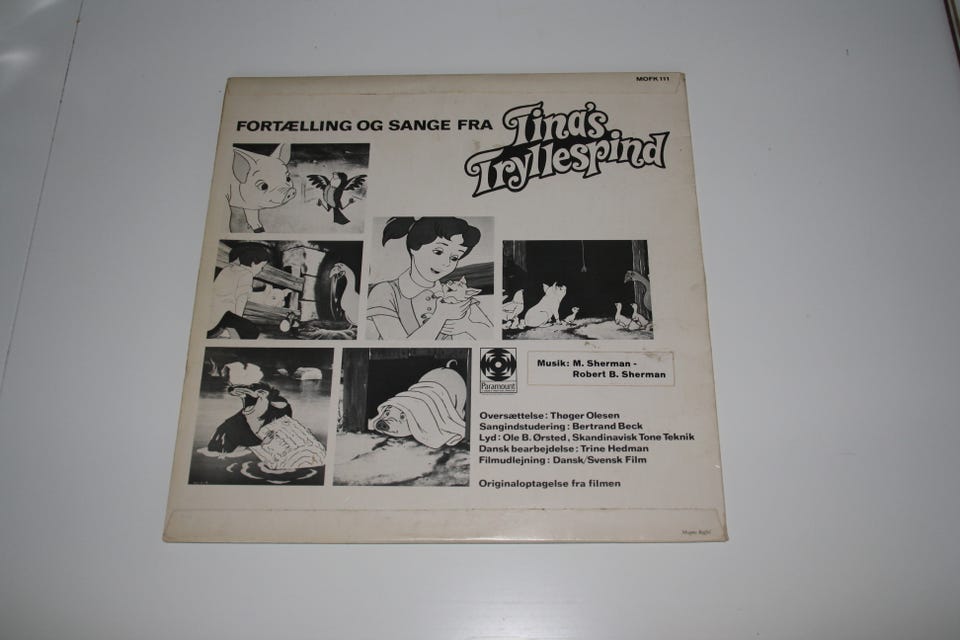 MOFK 111
FORTÆLLING OG SANGE FRA Tina's
Tryllespind
Paramount
Musik: M. Sherman -
Robert B. Sherman
Oversættelse: Thøger Olesen
Sangindstudering: Bertrand Beck
Lyd: Ole B. Ørsted, Skandinavisk Tone Teknik
Dansk bearbejdelse: Trine Hedman
Filmudlejning: Dansk/Svensk Film
Originaloptagelse fra filmen